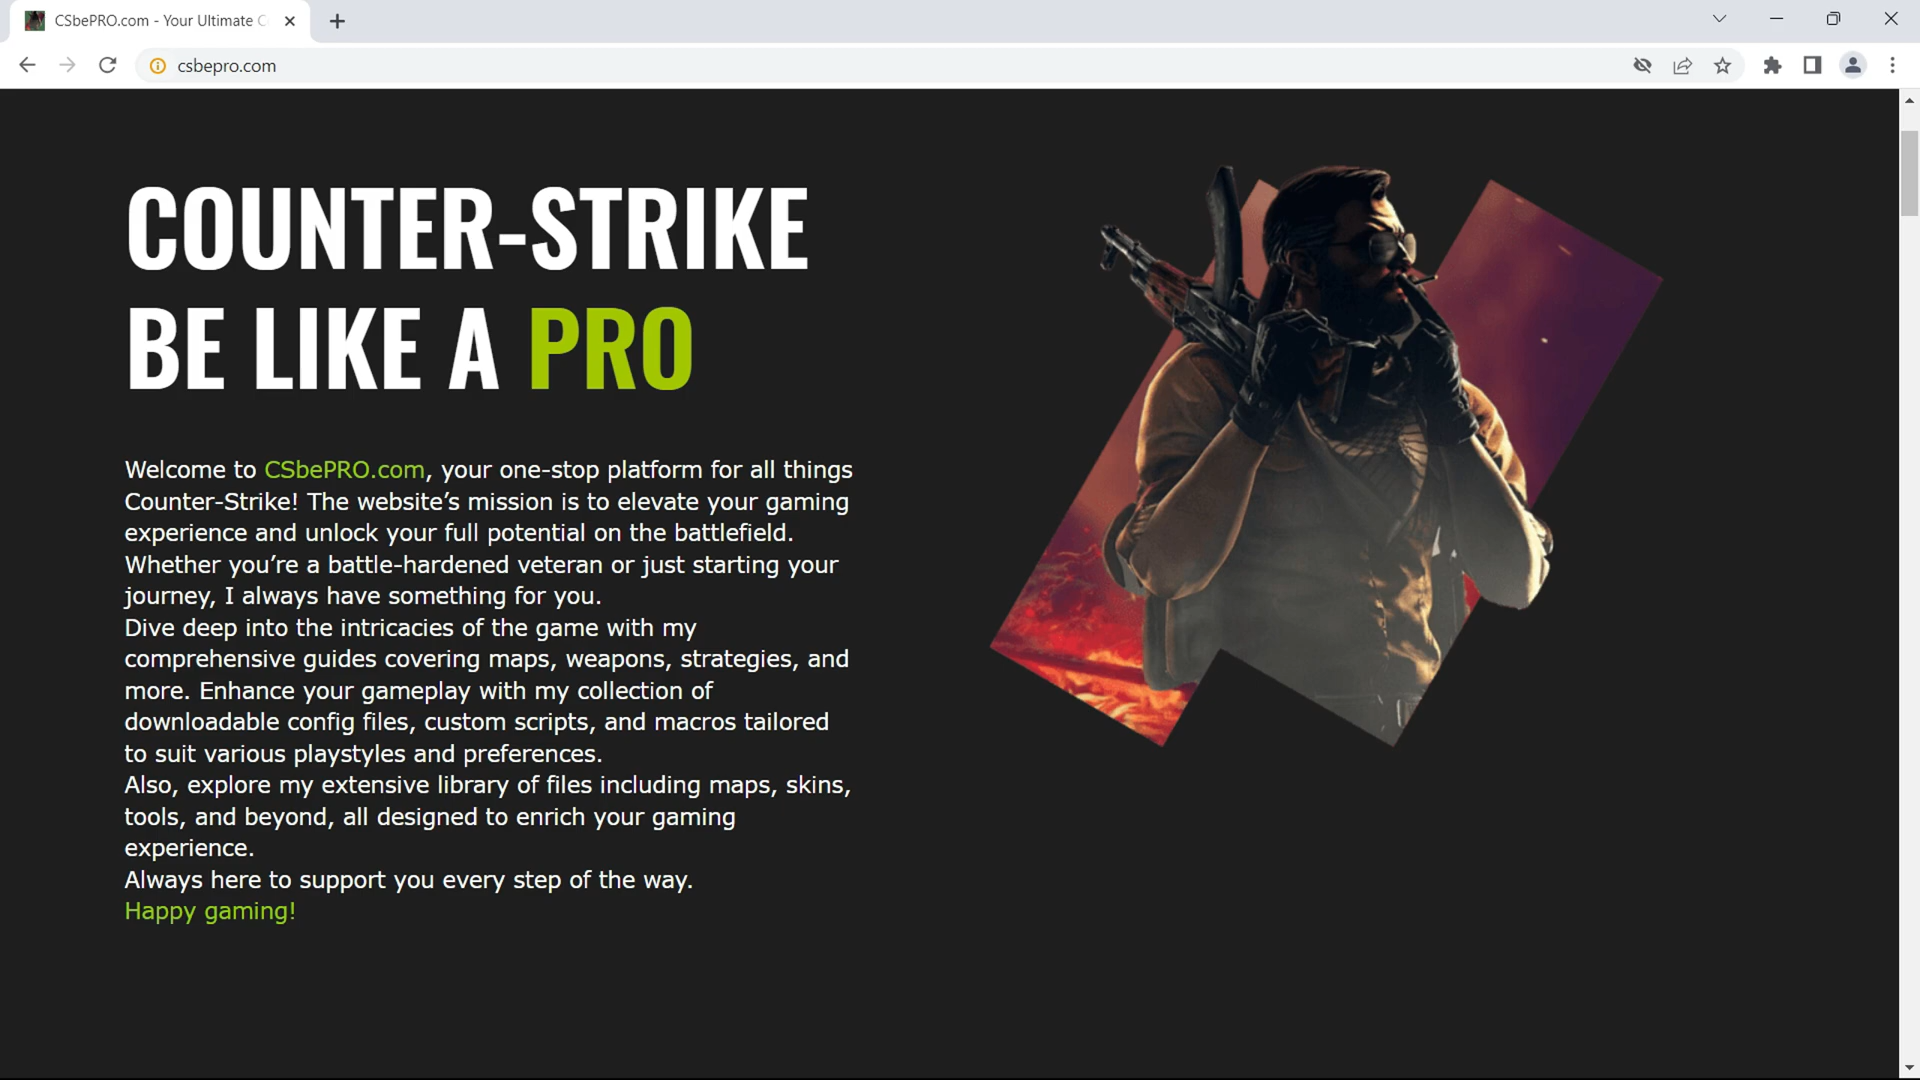 CSbePRO.com - Your Ultimate
csbepro.com
COUNTER-STRIKE
BE LIKE A PRO
Welcome to CSbePRO.com, your one-stop platform for all things
Counter-Strike! The website’s mission is to elevate your gaming
experience and unlock your full potential on the battlefield.
Whether you’re a battle-hardened veteran or just starting your
journey, I always have something for you.
Dive deep into the intricacies of the game with my
comprehensive guides covering maps, weapons, strategies, and
more. Enhance your gameplay with my collection of
downloadable config files, custom scripts, and macros tailored
to suit various playstyles and preferences.
Also, explore my extensive library of files including maps, skins,
tools, and beyond, all designed to enrich your gaming
experience.
Always here to support you every step of the way.
Happy gaming!